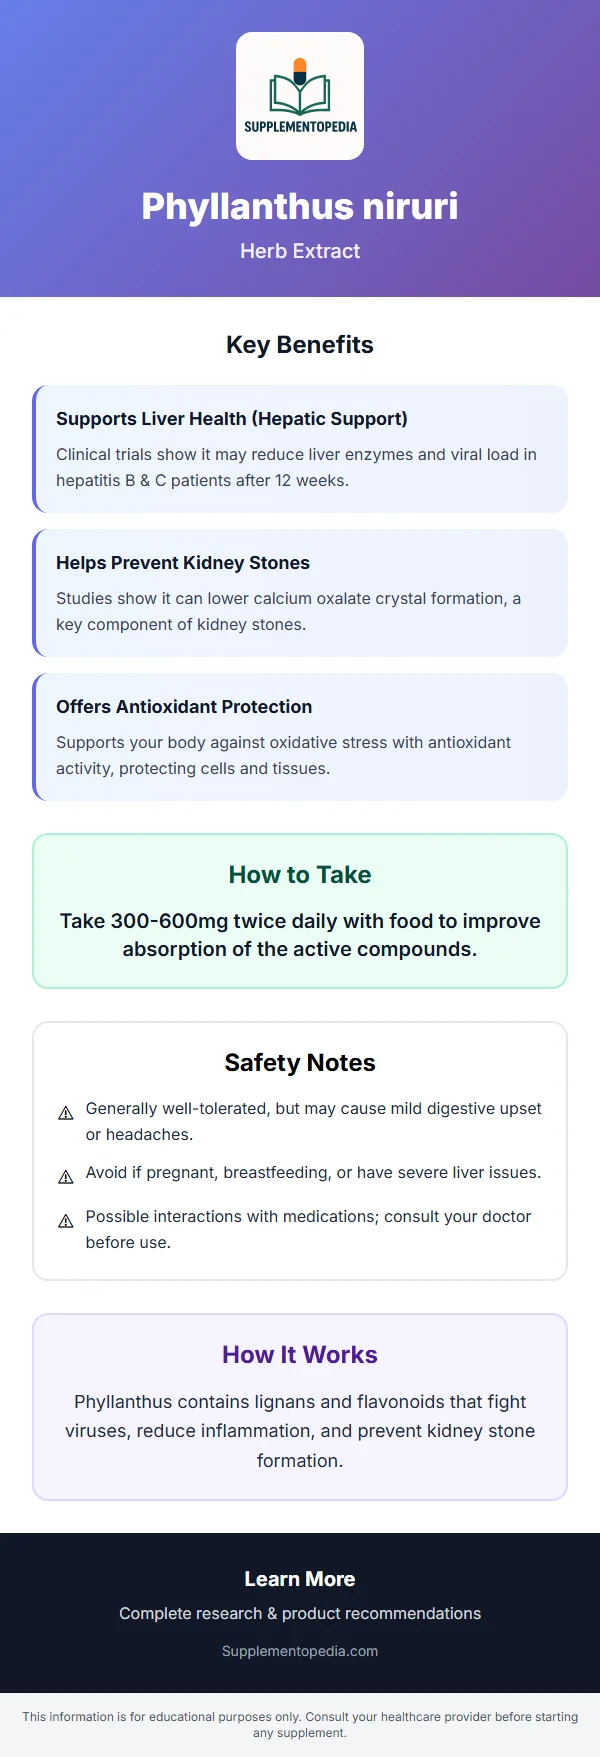 SUPPLEMENTOPEDIA
Phyllanthus niruri
Herb Extract
Key Benefits
Supports Liver Health (Hepatic Support)
Clinical trials show it may reduce liver enzymes and viral load in
hepatitis B & C patients after 12 weeks.
Helps Prevent Kidney Stones
Studies show it can lower calcium oxalate crystal formation, a
key component of kidney stones.
Offers Antioxidant Protection
Supports your body against oxidative stress with antioxidant
activity, protecting cells and tissues.
How to Take
Take 300-600mg twice daily with food to improve
absorption of the active compounds.
Safety Notes
Generally well-tolerated, but may cause mild digestive upset
or headaches.
Avoid if pregnant, breastfeeding, or have severe liver issues.
Possible interactions with medications; consult your doctor
before use.
How It Works
Phyllanthus contains lignans and flavonoids that fight
viruses, reduce inflammation, and prevent kidney stone
formation.
Learn More
Complete research & product recommendations
Supplementopedia.com
This information is for educational purposes only. Consult your healthcare provider before starting
any supplement.